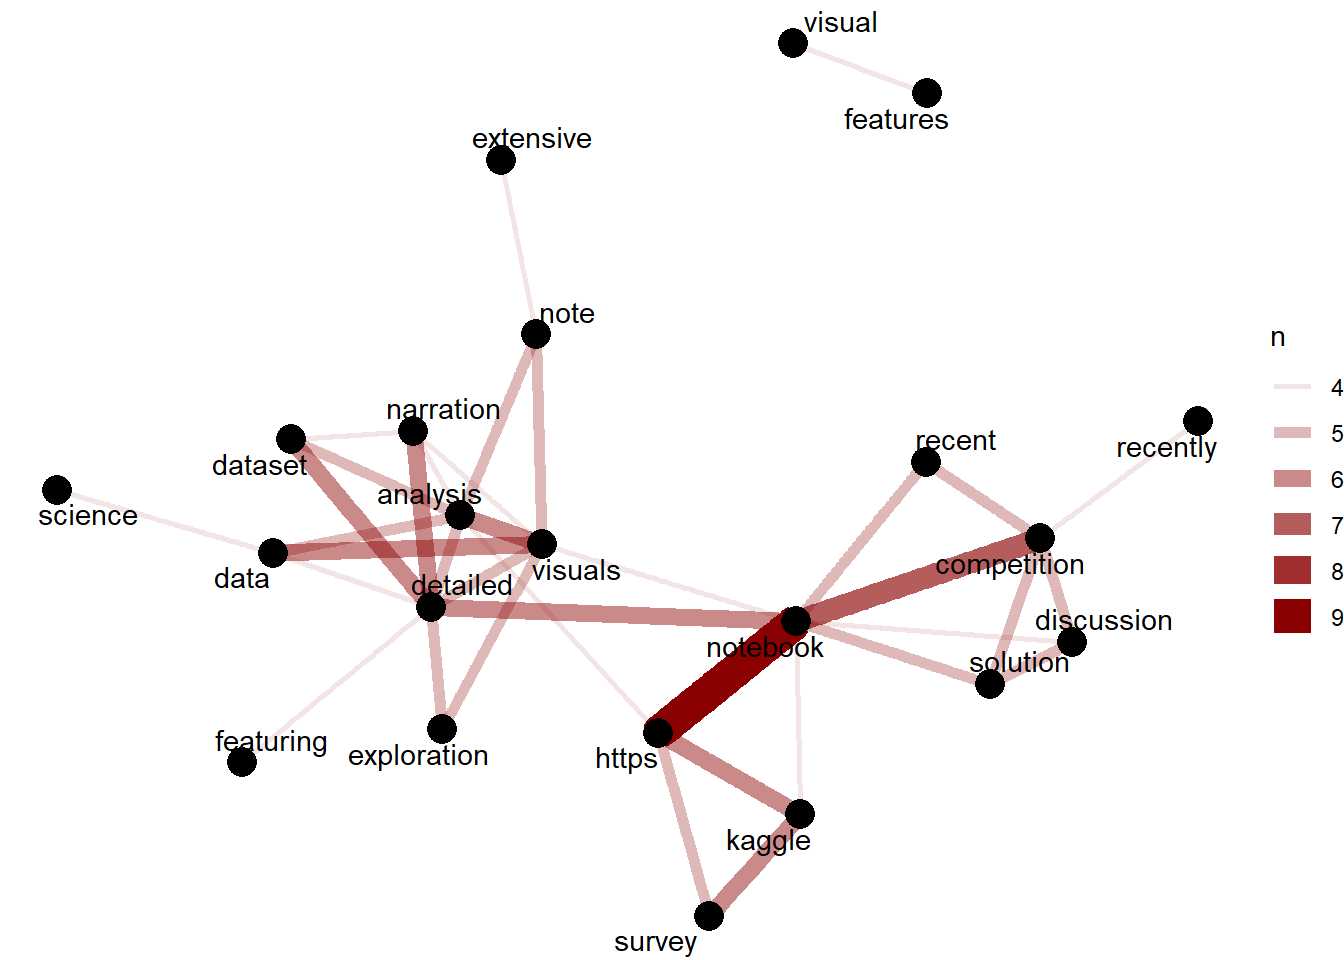 visual
features
extensive
note
n
4
narration
recently
5
recent
dataset
6
analysis
science
7
competition
visuals
8
data
detailed
9
discussion
notebook
solution
featuring
exploration
https
kaggle
survey